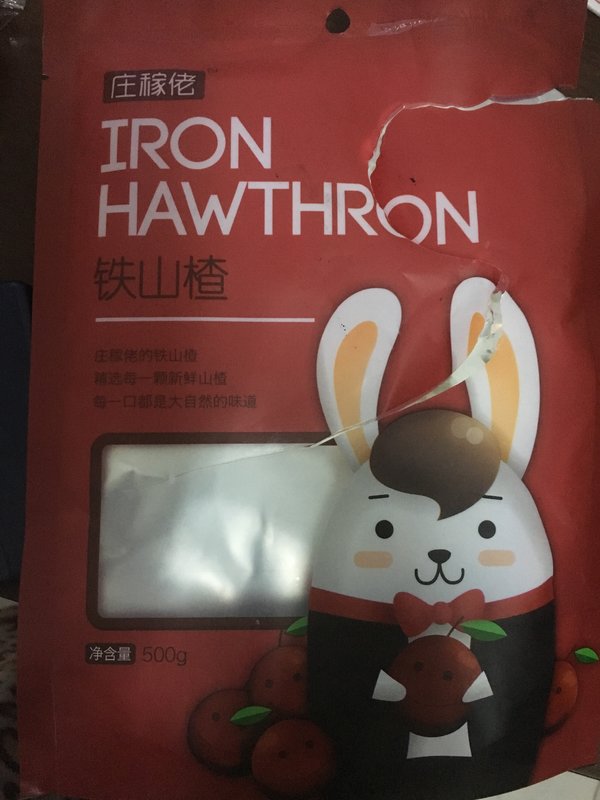 庄稼佬
IRON
HAWTHRON
铁山楂
庄稼佬的铁山楂
精选每一颗新鲜山楂
每一口都是大自然的味道
净含量 500g